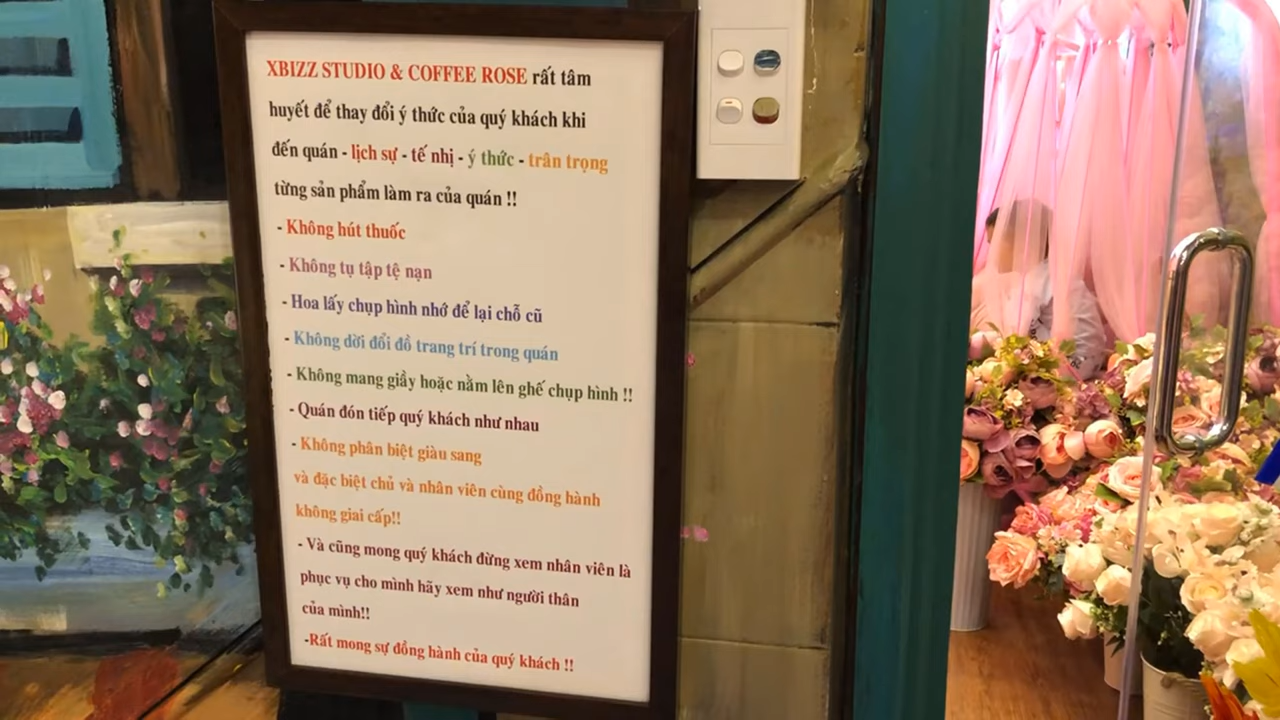 XBIZZ STUDIO & COFFEE ROSE rất tâm
huyết để thay đổi ý thức của quý khách khi
đến quán - lịch sự - tế nhị - ý thức - trân trọng
từng sản phẩm làm ra của quán !!
- Không hút thuốc
- Không tụ tập tệ nạn
- Hoa lấy chụp hình nhớ để lại chỗ cũ
- Không dời đổi đồ trang trí trong quán
- Không mang giầy hoặc nằm lên ghế chụp hình !!
- Quán đón tiếp quý khách như nhau
- Không phân biệt giàu sang
và đặc biệt chủ và nhân viên cùng đồng hành
không giai cấp!!
- Và cũng mong quý khách đừng xem nhân viên là
phục vụ cho mình hãy xem như người thân
của mình!!
-Rất mong sự đồng hành của quý khách !!